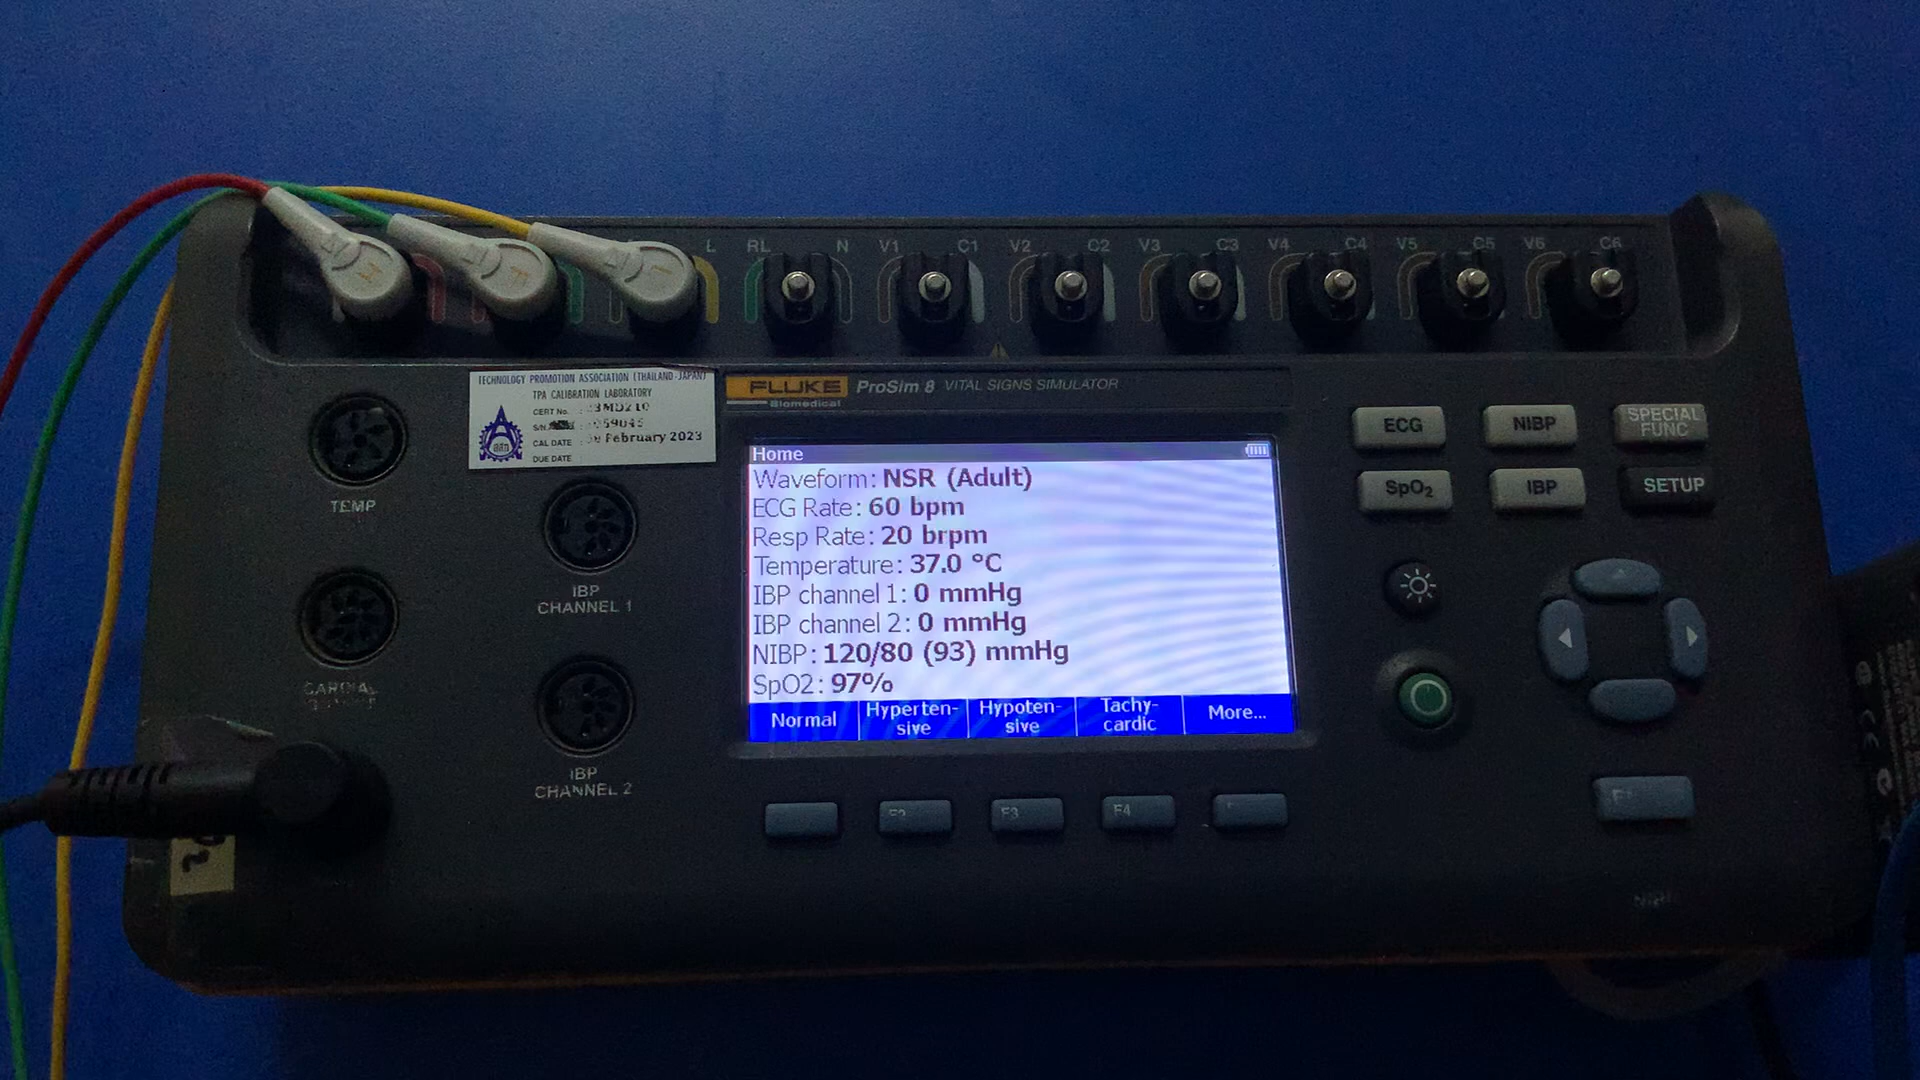 L RL N V1 C1 V2 C2 V3 C3 V4 C4 V5 C5 V6 C6
TECHNOLOGY PROMOTION ASSOCIATION (THAILAND-JAPAN)
TPA CALIBRATION LABORATORY
CERT No. :
S/N
CAL DATE : February 2023
DUE DATE
FLUKE
Biomedical
ProSim 8 VITAL SIGNS SIMULATOR
Home
Waveform: NSR (Adult)
ECG Rate: 60 bpm
Resp Rate: 20 brpm
Temperature: 37.0 °C
IBP channel 1: 0 mmHg
IBP channel 2: 0 mmHg
NIBP: 120/80 (93) mmHg
SpO2: 97%
Normal
Hyperten-
sive
Hypoten-
sive
Tachy-
cardic
More...
ECG
NIBP
SPECIAL
FUNC
SpO₂
IBP
SETUP
TEMP
IBP
CHANNEL 1
IBP
CHANNEL 2
F3
F4